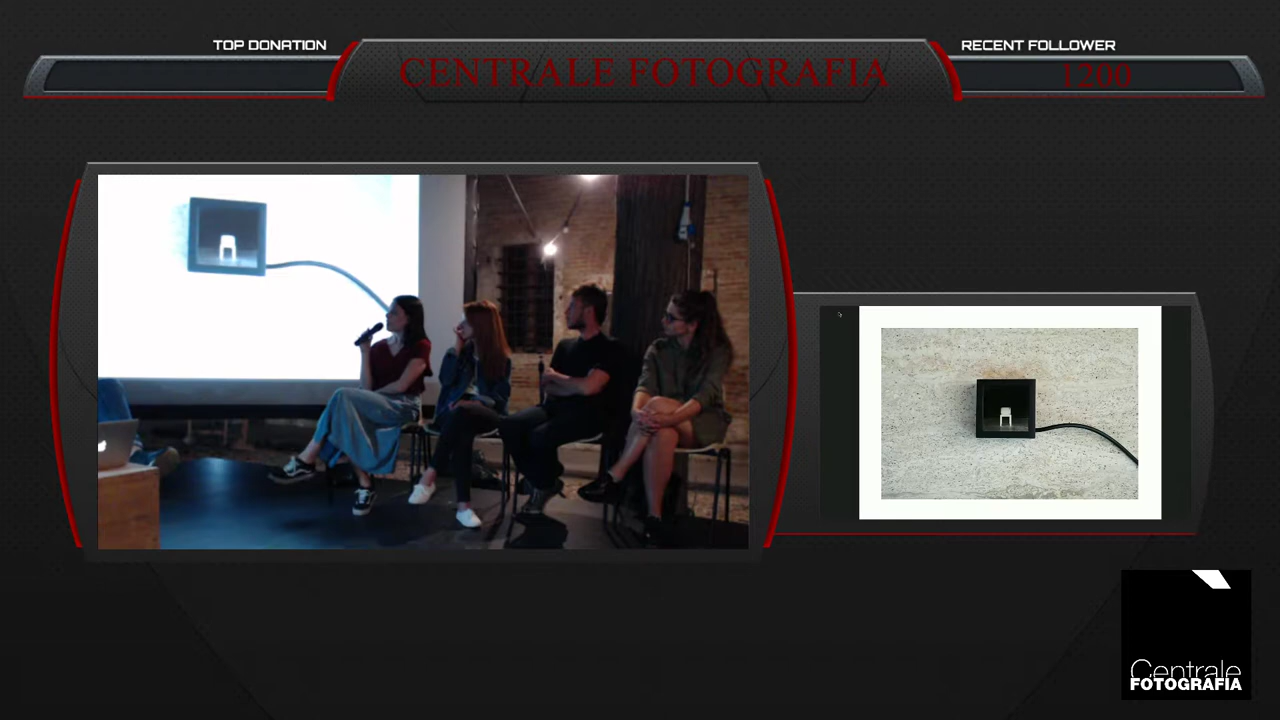 TOP DONATION
CENTRALE FOTOGRAFIA
RECENT FOLLOWER
1200
Centrale
FOTOGRAFIA